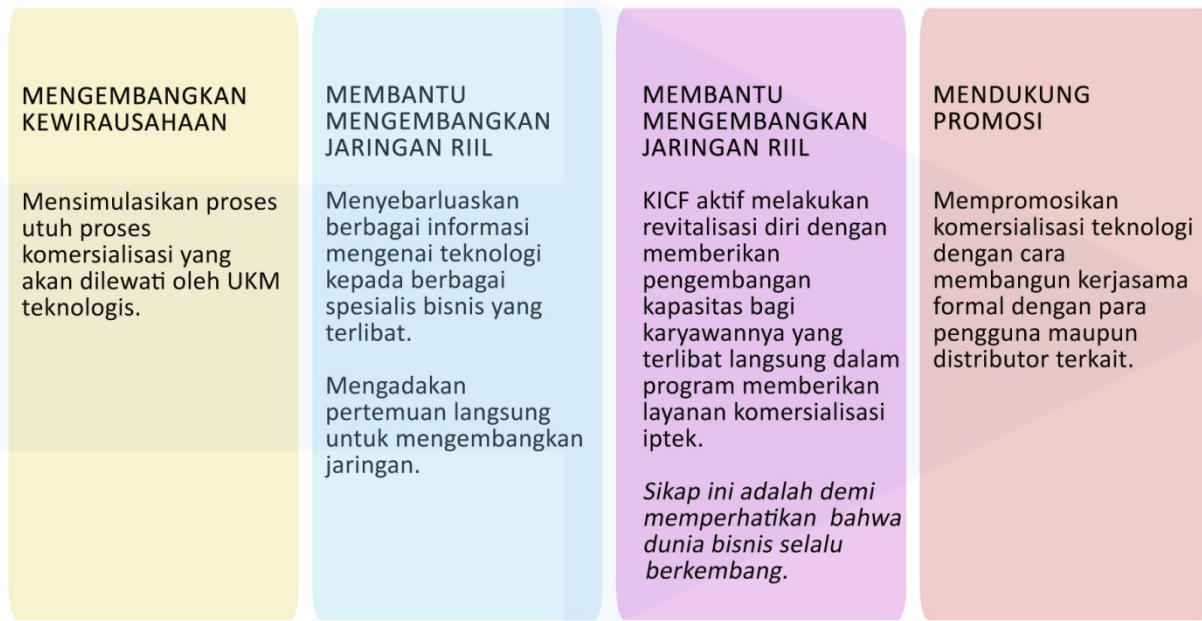 MENGEMBANGKAN
KEWIRAUSAHAAN
Mensimulasikan proses
utuh proses
komersialisasi yang
akan dilewati oleh UKM
teknologis.
MEMBANTU
MENGEMBANGKAN
JARINGAN RIIL
Menyebarluaskan
berbagai informasi
mengenai teknologi
kepada berbagai
spesialis bisnis yang
terlibat.
Mengadakan
pertemuan langsung
untuk mengembangkan
jaringan.
MEMBANTU
MENGEMBANGKAN
JARINGAN RIIL
KICF aktif melakukan
revitalisasi diri dengan
memberikan
pengembangan
kapasitas bagi
karyawannya yang
terlibat langsung dalam
program memberikan
layanan komersialisasi
iptek.
Sikap ini adalah demi
memperhatikan bahwa
dunia bisnis selalu
berkembang.
MENDUKUNG
PROMOSI
Mempromosikan
komersialisasi teknologi
dengan cara
membangun kerjasama
formal dengan para
pengguna maupun
distributor terkait.